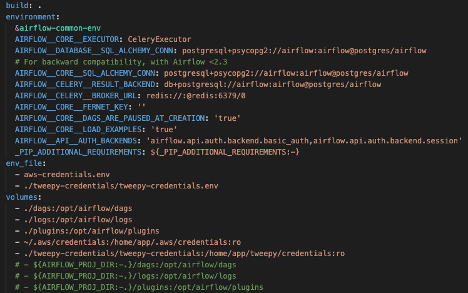 build: .
environment:
&airflow-common-env
AIRFLOW__CORE__EXECUTOR: CeleryExecutor
AIRFLOW__DATABASE__SQL_ALCHEMY_CONN: postgresql+psycopg2://airflow:airflow@postgres/airflow
# For backward compatibility, with Airflow <2.3
AIRFLOW__CORE__SQL_ALCHEMY_CONN: postgresql+psycopg2://airflow:airflow@postgres/airflow
AIRFLOW__CELERY__RESULT_BACKEND: db+postgresql://airflow:airflow@postgres/airflow
AIRFLOW__CELERY__BROKER_URL: redis://:@redis:6379/0
AIRFLOW__CORE__FERNET_KEY: ''
AIRFLOW__CORE__DAGS_ARE_PAUSED_AT_CREATION: 'true'
AIRFLOW__CORE__LOAD_EXAMPLES: 'true'
AIRFLOW__API__AUTH_BACKENDS: 'airflow.api.auth.backend.basic_auth,airflow.api.auth.backend.session'
_PIP_ADDITIONAL_REQUIREMENTS: ${_PIP_ADDITIONAL_REQUIREMENTS:-}
env_file:
- aws-credentials.env
- ./tweepy-credentials/tweepy-credentials.env
volumes:
- ./dags:/opt/airflow/dags
- ./logs:/opt/airflow/logs
- ./plugins:/opt/airflow/plugins
- ~/.aws/credentials:/home/app/.aws/credentials:ro
- ./tweepy-credentials/tweepy-credentials:/home/app/tweepy/credentials:ro
# - ${AIRFLOW_PROJ_DIR:-.}/dags:/opt/airflow/dags
# - ${AIRFLOW_PROJ_DIR:-.}/logs:/opt/airflow/logs
# - ${AIRFLOW_PROJ_DIR:-.}/plugins:/opt/airflow/plugins